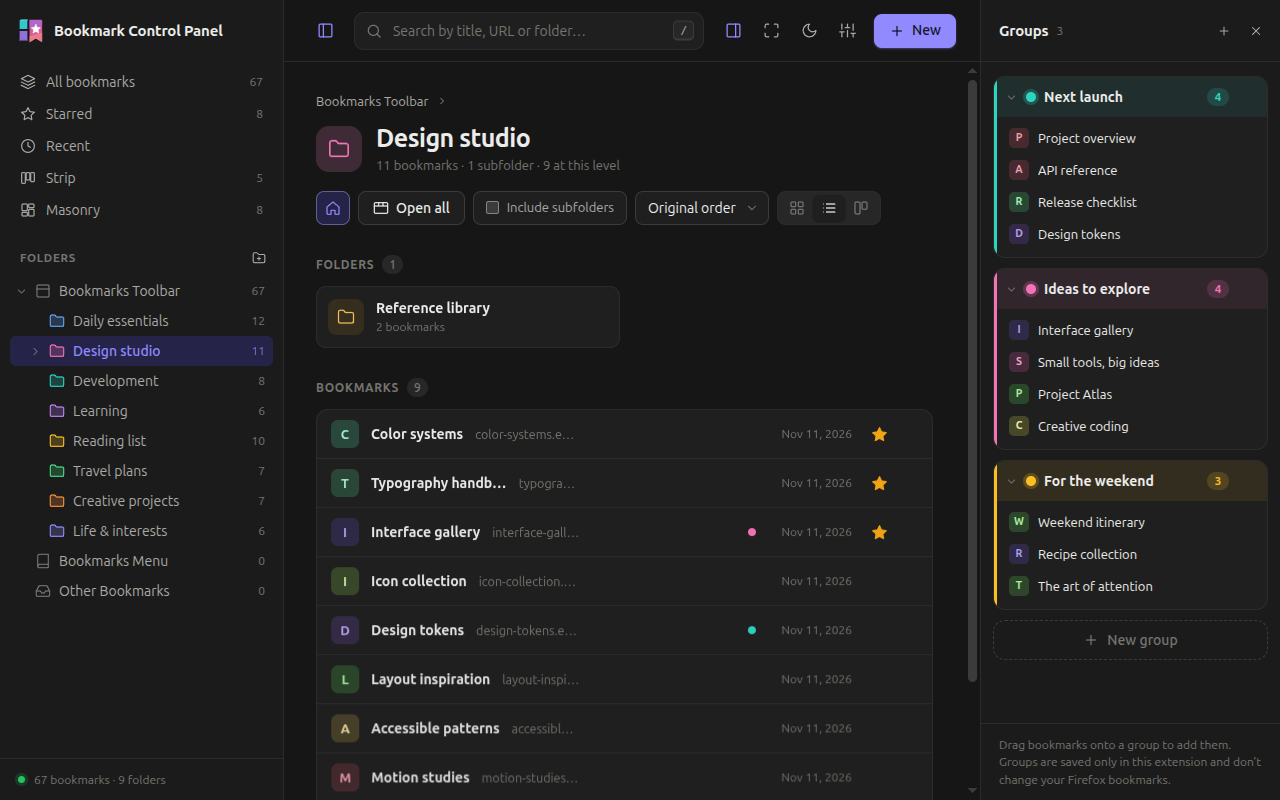 Bookmark Control Panel
All bookmarks 67
Starred 8
Recent
Strip 5
Masonry 8
FOLDERS
Bookmarks Toolbar 67
Daily essentials 12
Design studio 11
Development 8
Learning 6
Reading list 10
Travel plans 7
Creative projects 7
Life & interests 6
Bookmarks Menu 0
Other Bookmarks 0
67 bookmarks · 9 folders
Search by title, URL or folder… /
New
Bookmarks Toolbar
Design studio
11 bookmarks · 1 subfolder · 9 at this level
Open all
Include subfolders
Original order
FOLDERS 1
Reference library
2 bookmarks
BOOKMARKS 9
C Color systems color-systems.e… Nov 11, 2026
T Typography handb… typogra… Nov 11, 2026
I Interface gallery interface-gall… Nov 11, 2026
I Icon collection icon-collection.… Nov 11, 2026
D Design tokens design-tokens.e… Nov 11, 2026
L Layout inspiration layout-inspi… Nov 11, 2026
A Accessible patterns accessibl… Nov 11, 2026
M Motion studies motion-studies… Nov 11, 2026
Groups 3
Next launch 4
P Project overview
A API reference
R Release checklist
D Design tokens
Ideas to explore 4
I Interface gallery
S Small tools, big ideas
P Project Atlas
C Creative coding
For the weekend 3
W Weekend itinerary
R Recipe collection
T The art of attention
New group
Drag bookmarks onto a group to add them.
Groups are saved only in this extension and don't
change your Firefox bookmarks.